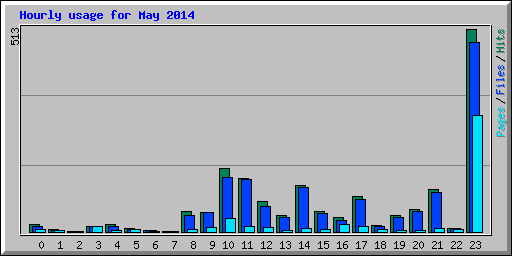 Hourly usage for May 2014
513
Pages/Files/Hits
0 1 2 3 4 5 6 7 8 9 10 11 12 13 14 15 16 17 18 19 20 21 22 23